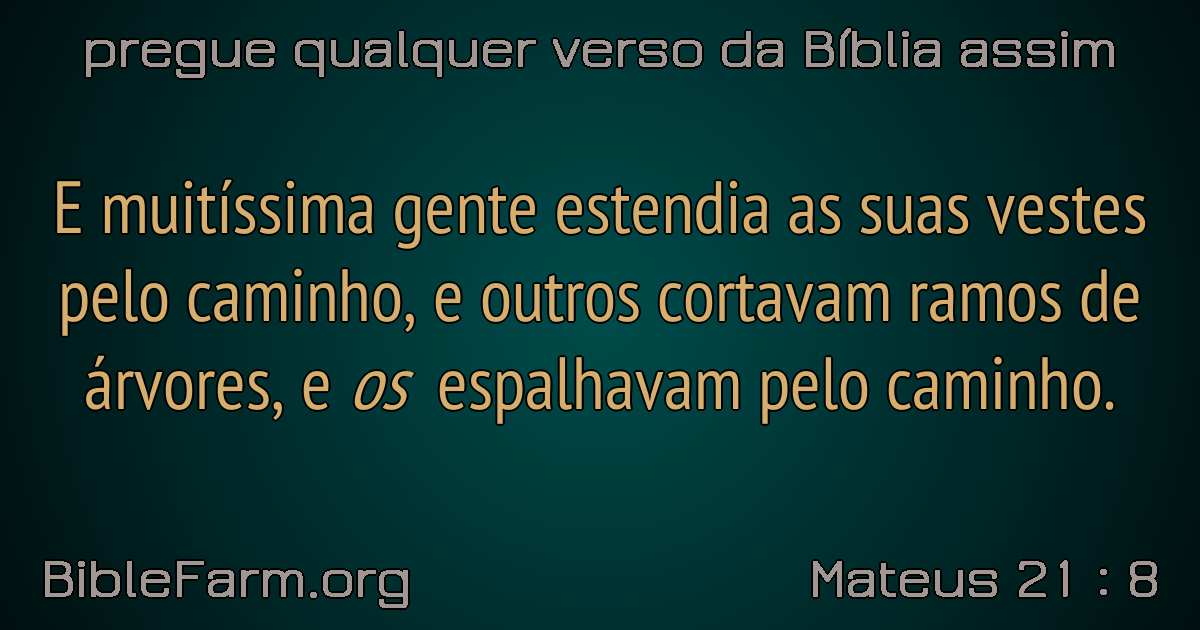 pregue qualquer verso da Bíblia assim
E muitíssima gente estendia as suas vestes
pelo caminho, e outros cortavam ramos de
árvores, e os espalhavam pelo caminho.
BibleFarm.org
Mateus 21 : 8